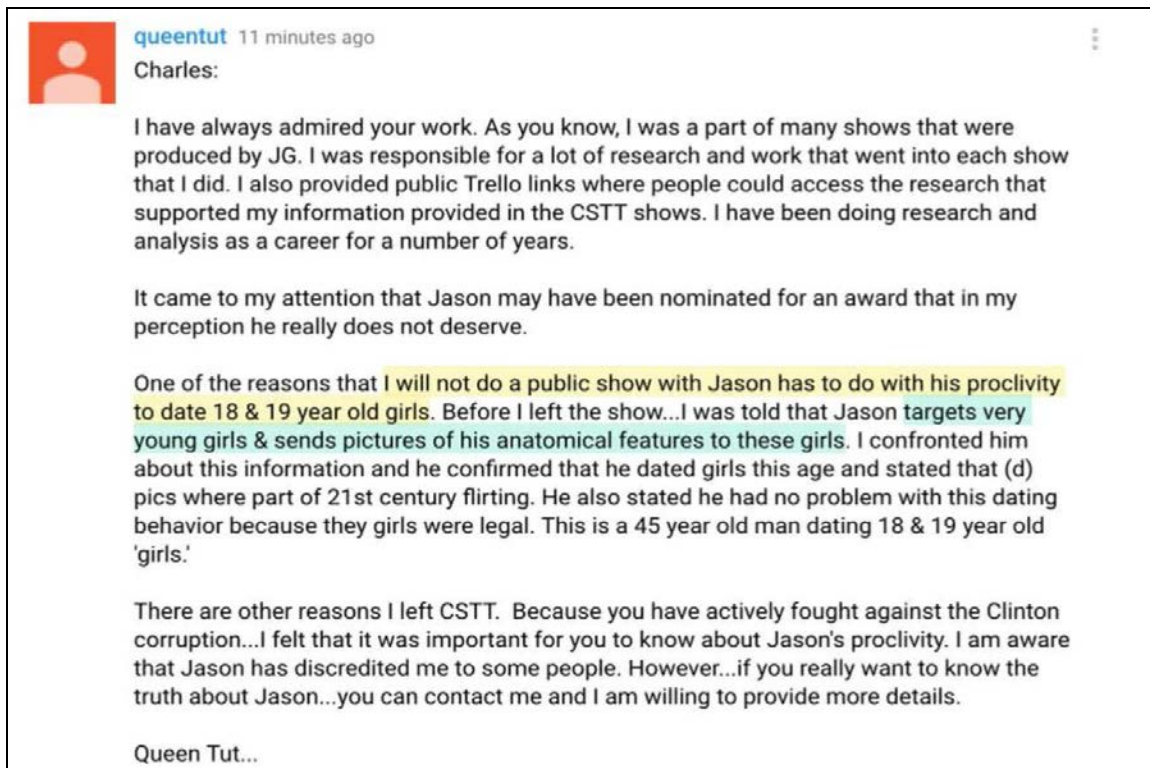 queentut 11 minutes ago
Charles:
I have always admired your work. As you know, I was a part of many shows that were
produced by JG. I was responsible for a lot of research and work that went into each show
that I did. I also provided public Trello links where people could access the research that
supported my information provided in the CSTT shows. I have been doing research and
analysis as a career for a number of years.
It came to my attention that Jason may have been nominated for an award that in my
perception he really does not deserve.
One of the reasons that I will not do a public show with Jason has to do with his proclivity
to date 18 & 19 year old girls. Before I left the show...I was told that Jason targets very
young girls & sends pictures of his anatomical features to these girls. I confronted him
about this information and he confirmed that he dated girls this age and stated that (d)
pics where part of 21st century flirting. He also stated he had no problem with this dating
behavior because they girls were legal. This is a 45 year old man dating 18 & 19 year old
'girls.'
There are other reasons I left CSTT.  Because you have actively fought against the Clinton
corruption...I felt that it was important for you to know about Jason's proclivity. I am aware
that Jason has discredited me to some people. However...if you really want to know the
truth about Jason...you can contact me and I am willing to provide more details.
Queen Tut...